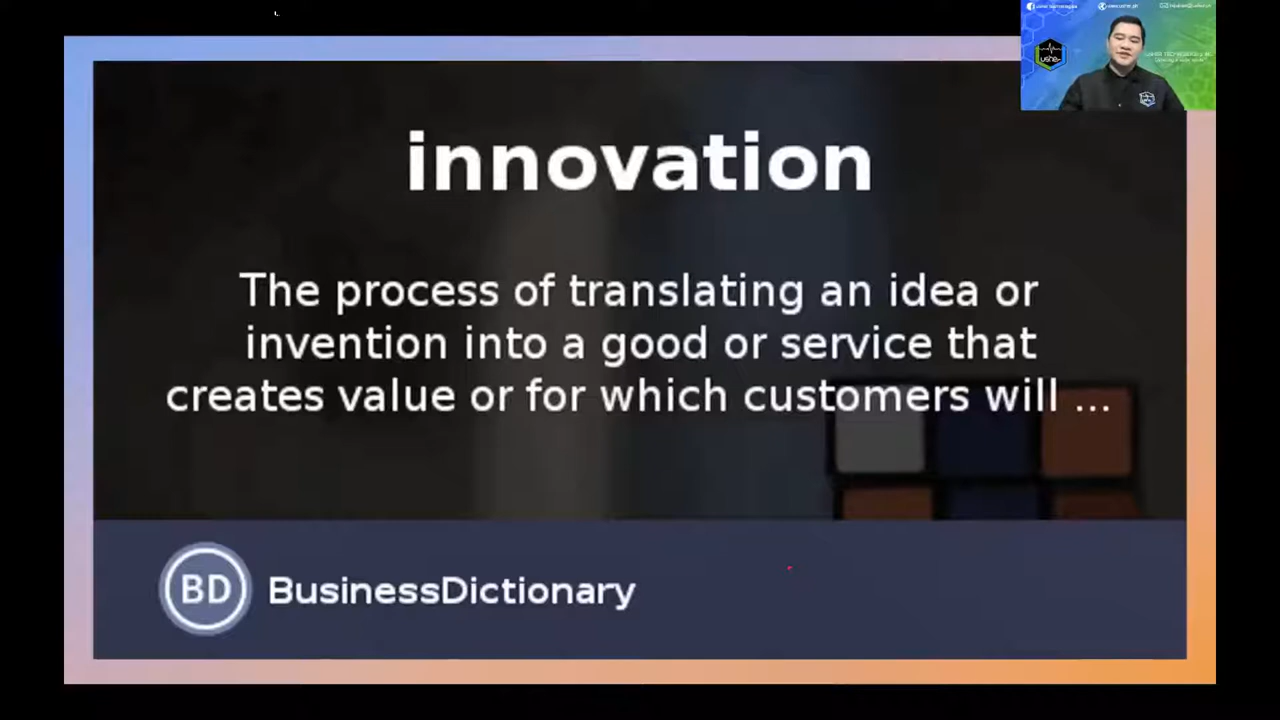 innovation
The process of translating an idea or
invention into a good or service that
creates value or for which customers will ...
BD BusinessDictionary
ushe